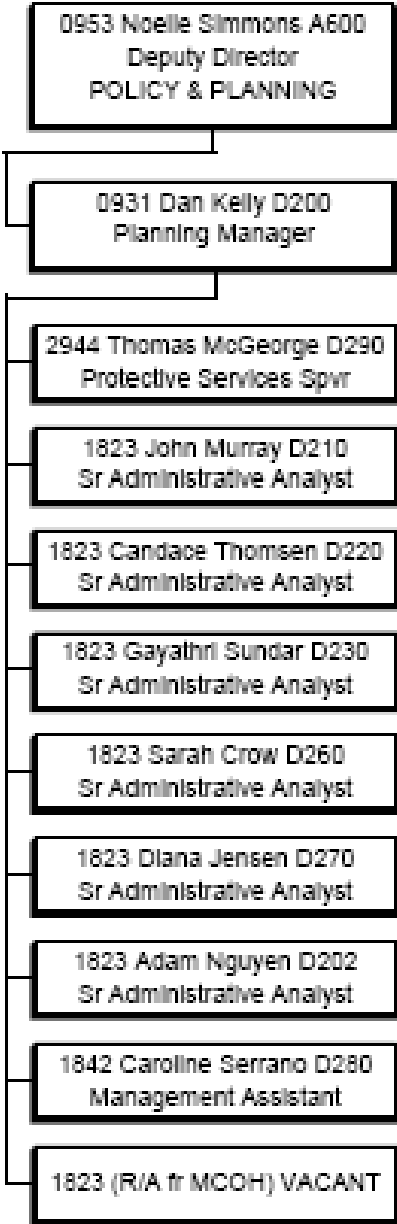 0953 Noelle Simmons A600
Deputy Director
POLICY & PLANNING
0931 Dan Kelly D200
Planning Manager
2944 Thomas McGeorge D290
Protective Services Spvr
1823 John Murray D210
Sr Administrative Analyst
1823 Candace Thomsen D220
Sr Administrative Analyst
1823 Gayathri Sundar D230
Sr Administrative Analyst
1823 Sarah Crow D260
Sr Administrative Analyst
1823 Diana Jensen D270
Sr Administrative Analyst
1823 Adam Nguyen D202
Sr Administrative Analyst
1842 Caroline Serrano D280
Management Assistant
1823 (R/A fr MCOH) VACANT